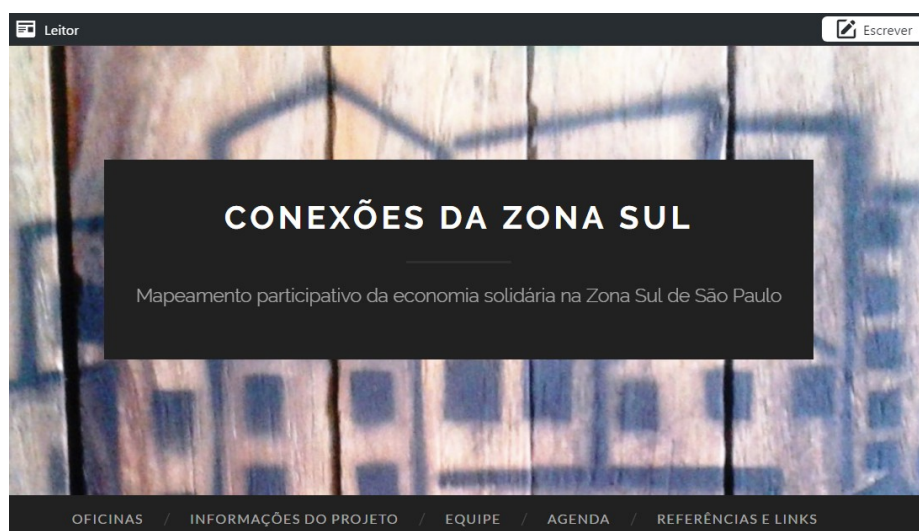 Leitor
Escrever
CONEXÕES DA ZONA SUL
Mapeamento participativo da economia solidária na Zona Sul de São Paulo
OFICINAS / INFORMAÇÕES DO PROJETO / EQUIPE / AGENDA / REFERÊNCIAS E LINKS